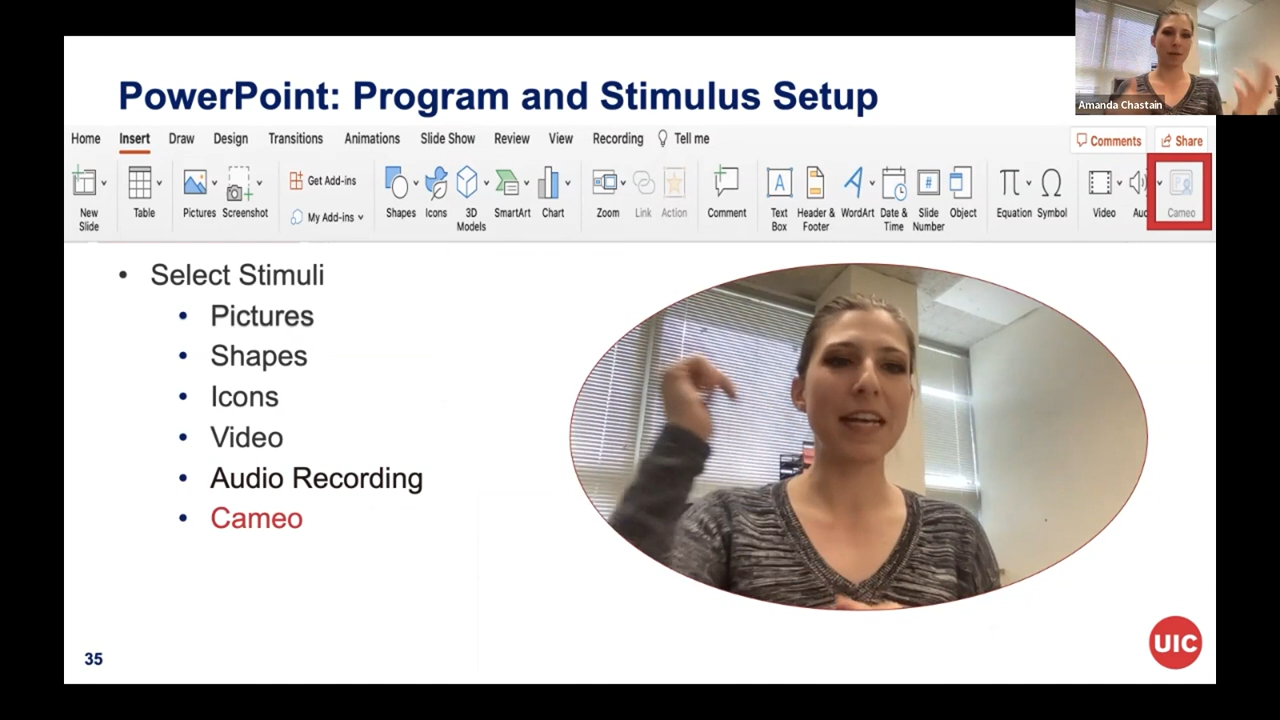 PowerPoint: Program and Stimulus Setup
Amanda Chastain
Home Insert Draw Design Transitions Animations Slide Show Review View Recording Tell me Comments Share
New Slide
Table
Pictures
Screenshot
Get Add-ins
My Add-ins
Shapes
Icons
3D Models
SmartArt
Chart
Zoom
Link
Action
Comment
Text Box
Header & Footer
WordArt
Date & Time
Slide Number
Object
Equation
Symbol
Video
Auc
Cameo
• Select Stimuli
• Pictures
• Shapes
• Icons
• Video
• Audio Recording
• Cameo
35
UIC